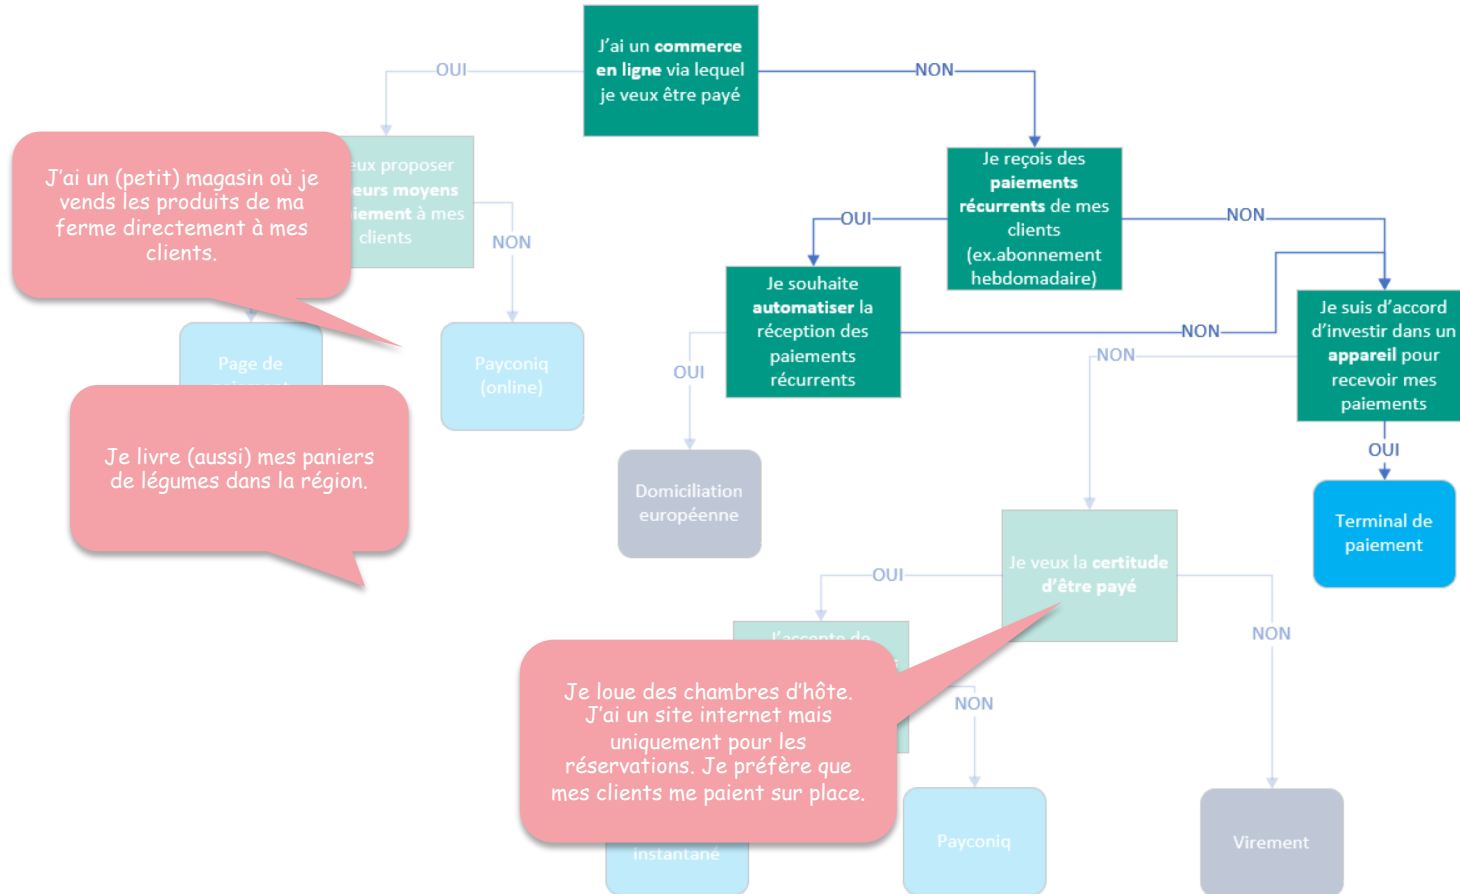 J'ai un commerce
en ligne via lequel
je veux être payé
OUI
NON
J'ai un (petit) magasin où je
vends les produits de ma
ferme directement à mes
clients.
proposer
moyens
à mes
clients
NON
Je reçois des
paiements
récurrents de mes
clients
(ex.abonnement
hebdomadaire)
OUI
NON
Je souhaite
automatiser la
réception des
paiements
récurrents
NON
OUI
Je suis d'accord
d'investir dans un
appareil pour
recevoir mes
paiements
NON
OUI
Page de
Payconiq
(online)
Je livre (aussi) mes paniers
de légumes dans la région.
Domiciliation
européenne
Terminal de
paiement
Je veux la certitude
d'être payé
OUI
NON
J'accepte de
Je loue des chambres d'hôte.
J'ai un site internet mais
uniquement pour les
réservations. Je préfère que
mes clients me paient sur place.
NON
instantané
Payconiq
Virement